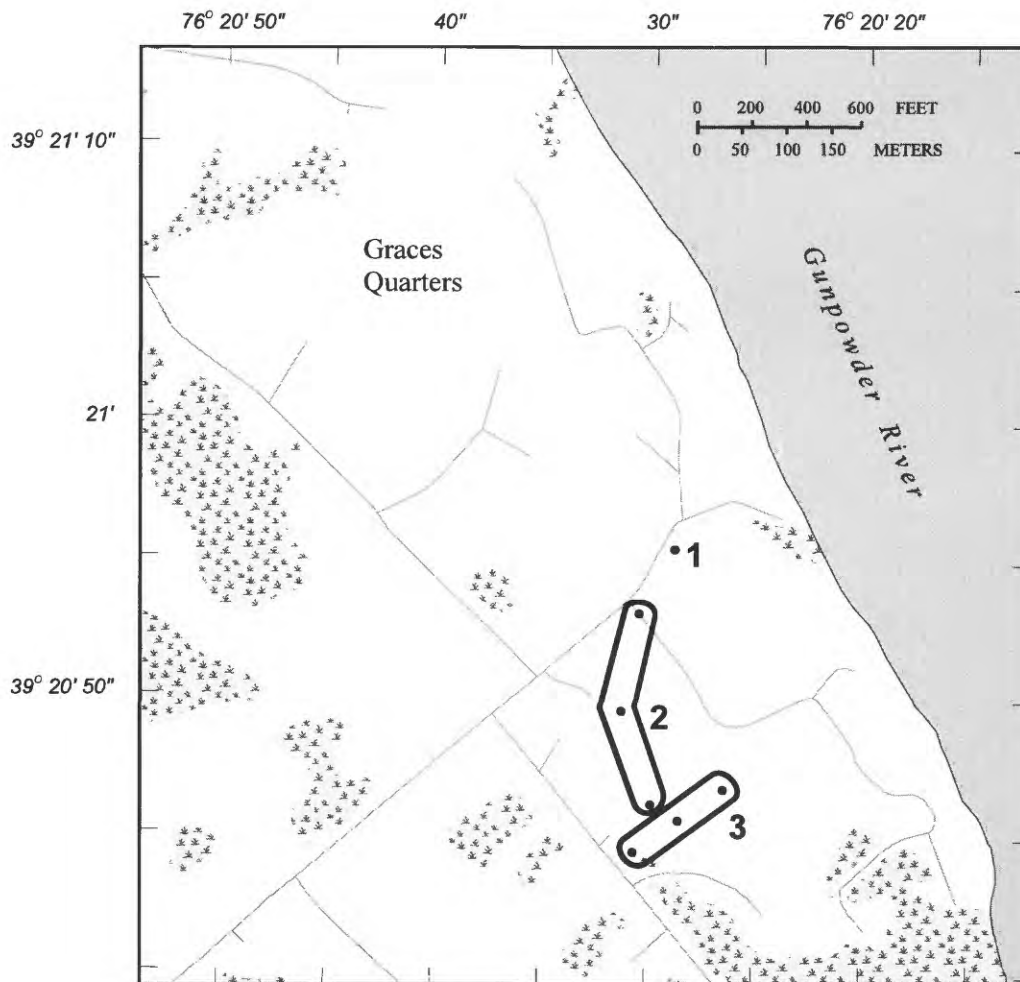 76° 20' 50" 40" 30" 76° 20' 20"
0 200 400 600 FEET
0 50 100 150 METERS
39° 21' 10"
Graces
Quarters
Gunpowder River
21'
1
39° 20' 50"
2
3